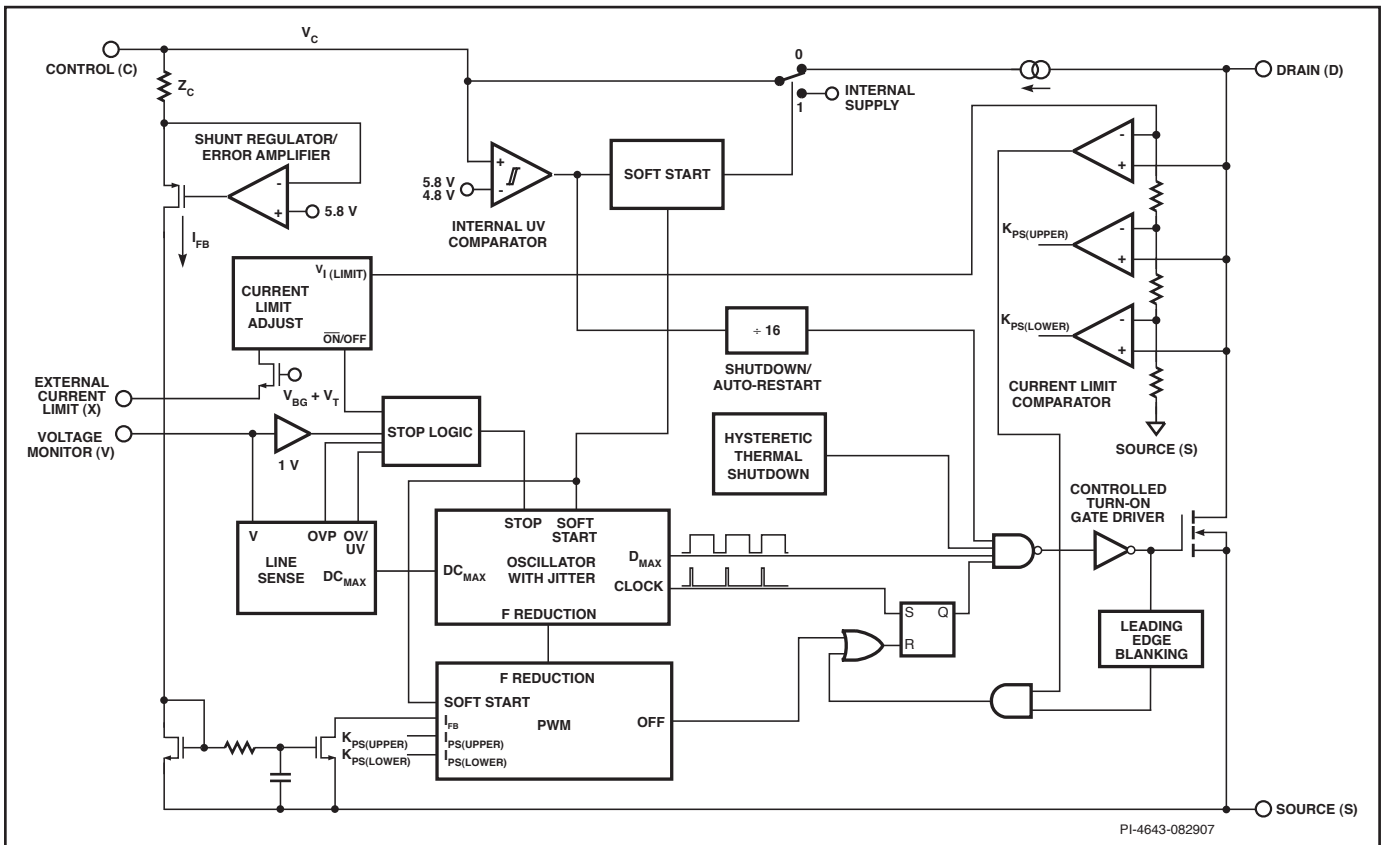 V_C
CONTROL (C)
Z_C
0
1
INTERNAL
SUPPLY
DRAIN (D)
SHUNT REGULATOR/
ERROR AMPLIFIER
-
+
5.8 V
I_FB
+
-
5.8 V
4.8 V
INTERNAL UV
COMPARATOR
SOFT START
-
+
K_PS(UPPER)
-
+
K_PS(LOWER)
-
+
CURRENT LIMIT
COMPARATOR
SOURCE (S)
V_I (LIMIT)
CURRENT
LIMIT
ADJUST
O̅N̅/OFF
÷ 16
SHUTDOWN/
AUTO-RESTART
EXTERNAL
CURRENT
LIMIT (X)
V_BG + V_T
VOLTAGE
MONITOR (V)
1 V
STOP LOGIC
HYSTERETIC
THERMAL
SHUTDOWN
CONTROLLED
TURN-ON
GATE DRIVER
V
OVP
OV/
UV
LINE
SENSE
DC_MAX
STOP
SOFT
START
DC_MAX
OSCILLATOR
WITH JITTER
D_MAX
CLOCK
F REDUCTION
S
Q
R
LEADING
EDGE
BLANKING
F REDUCTION
SOFT START
I_FB
PWM
OFF
K_PS(UPPER)
I_PS(UPPER)
K_PS(LOWER)
I_PS(LOWER)
SOURCE (S)
PI-4643-082907